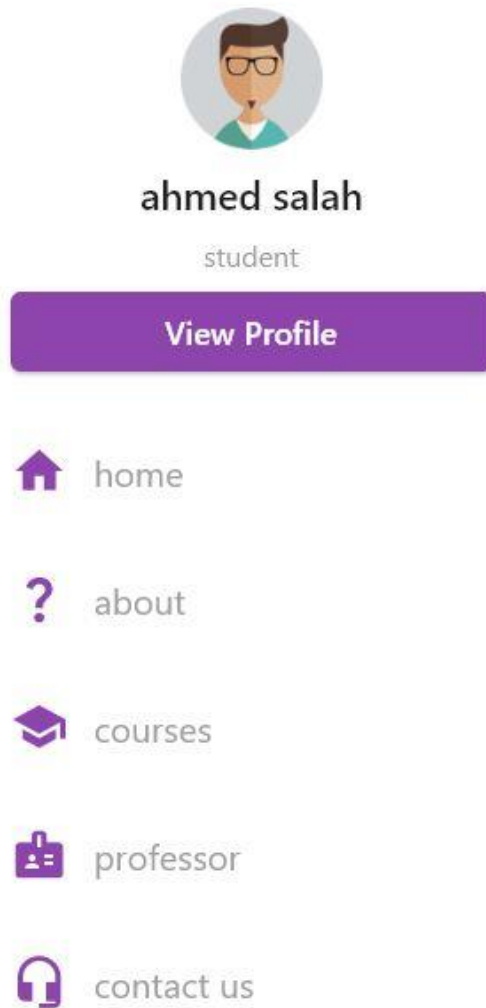 ahmed salah
student
View Profile
home
about
courses
professor
contact us